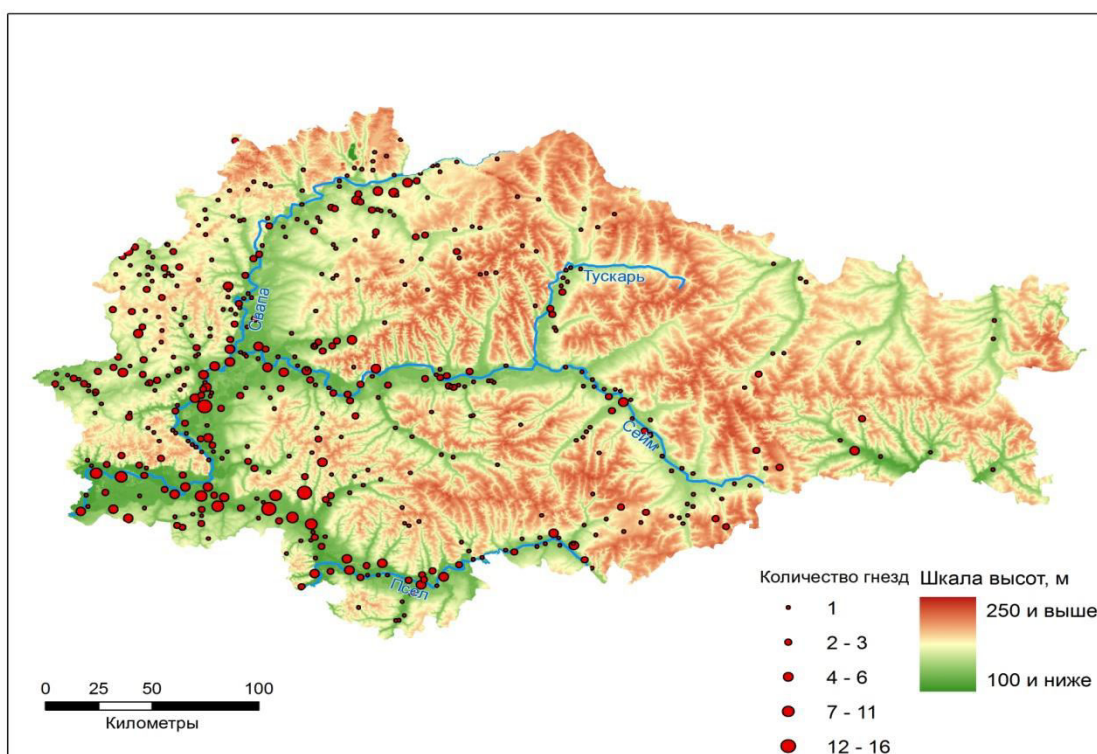 Свапа
Тускарь
Сейм
Псел
Количество гнезд
1
2 - 3
4 - 6
7 - 11
12 - 16
Шкала высот, м
250 и выше
100 и ниже
0 25 50 100
Километры